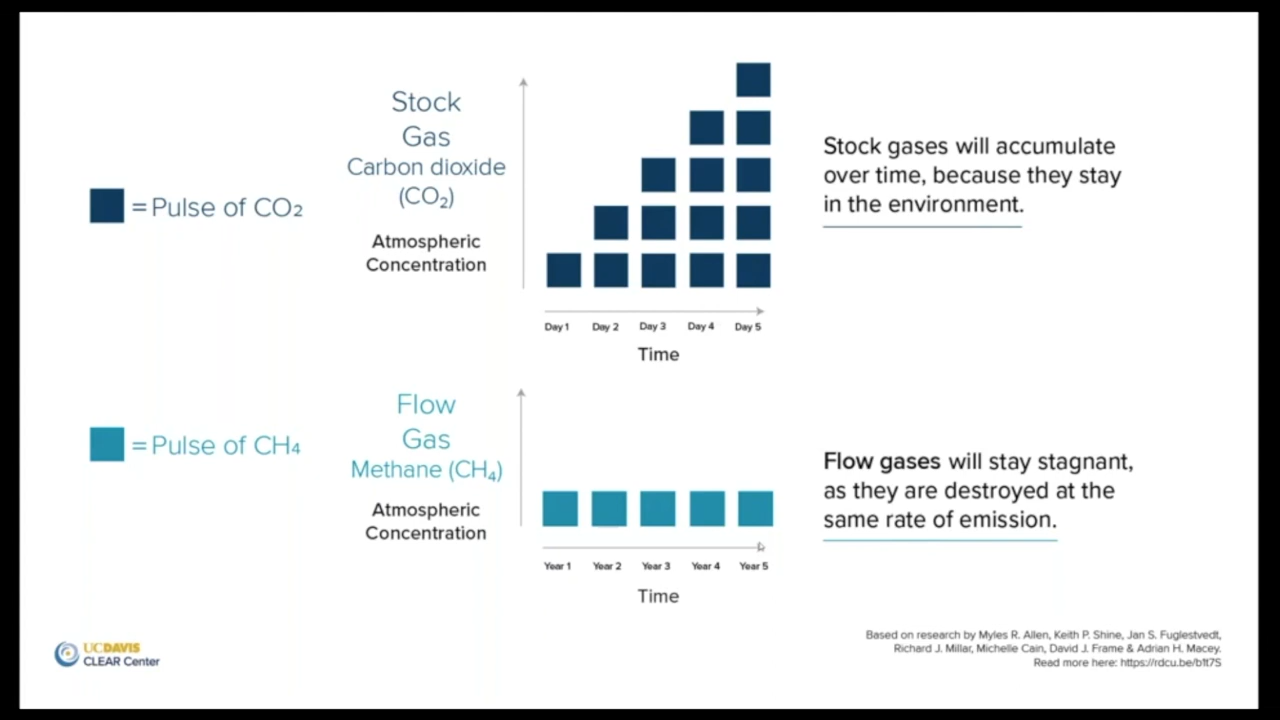 = Pulse of CO₂
Stock
Gas
Carbon dioxide
(CO₂)
Atmospheric
Concentration
Day 1 Day 2 Day 3 Day 4 Day 5
Time
Stock gases will accumulate
over time, because they stay
in the environment.
= Pulse of CH₄
Flow
Gas
Methane (CH₄)
Atmospheric
Concentration
Year 1 Year 2 Year 3 Year 4 Year 5
Time
Flow gases will stay stagnant,
as they are destroyed at the
same rate of emission.
UCDAVIS
CLEAR Center
Based on research by Myles R. Allen, Keith P. Shine, Jan S. Fuglestvedt,
Richard J. Millar, Michelle Cain, David J. Frame & Adrian H. Macey.
Read more here: https://rdcu.be/b1t7S